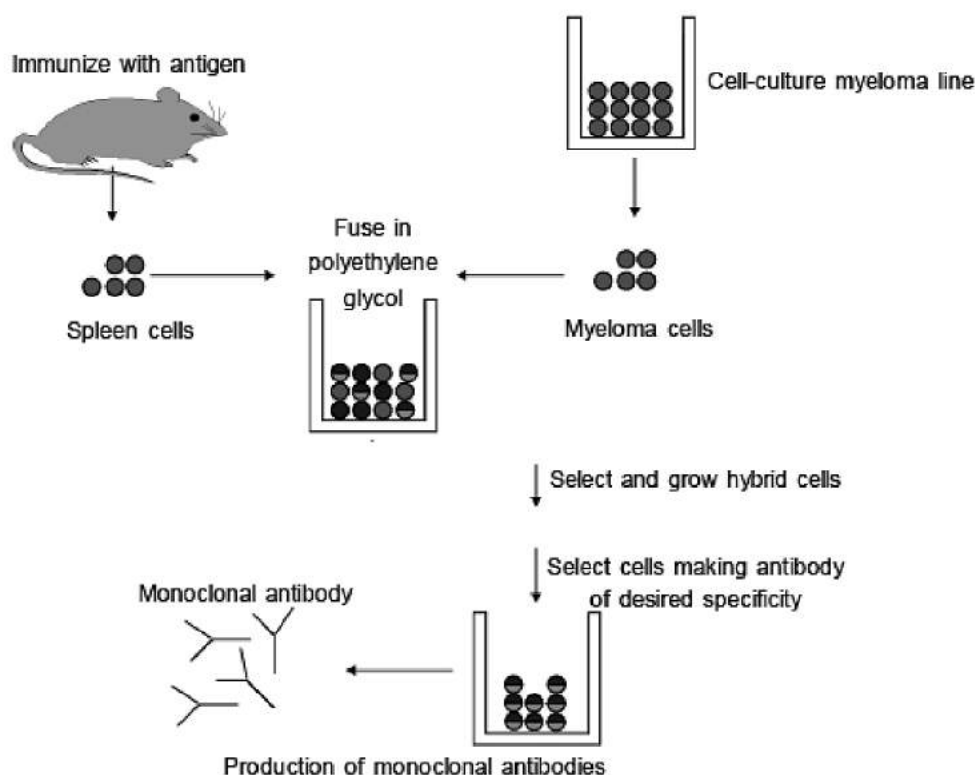 Immunize with antigen
Cell-culture myeloma line
Fuse in
polyethylene
glycol
Spleen cells
Myeloma cells
Select and grow hybrid cells
Select cells making antibody
of desired specificity
Monoclonal antibody
Production of monoclonal antibodies